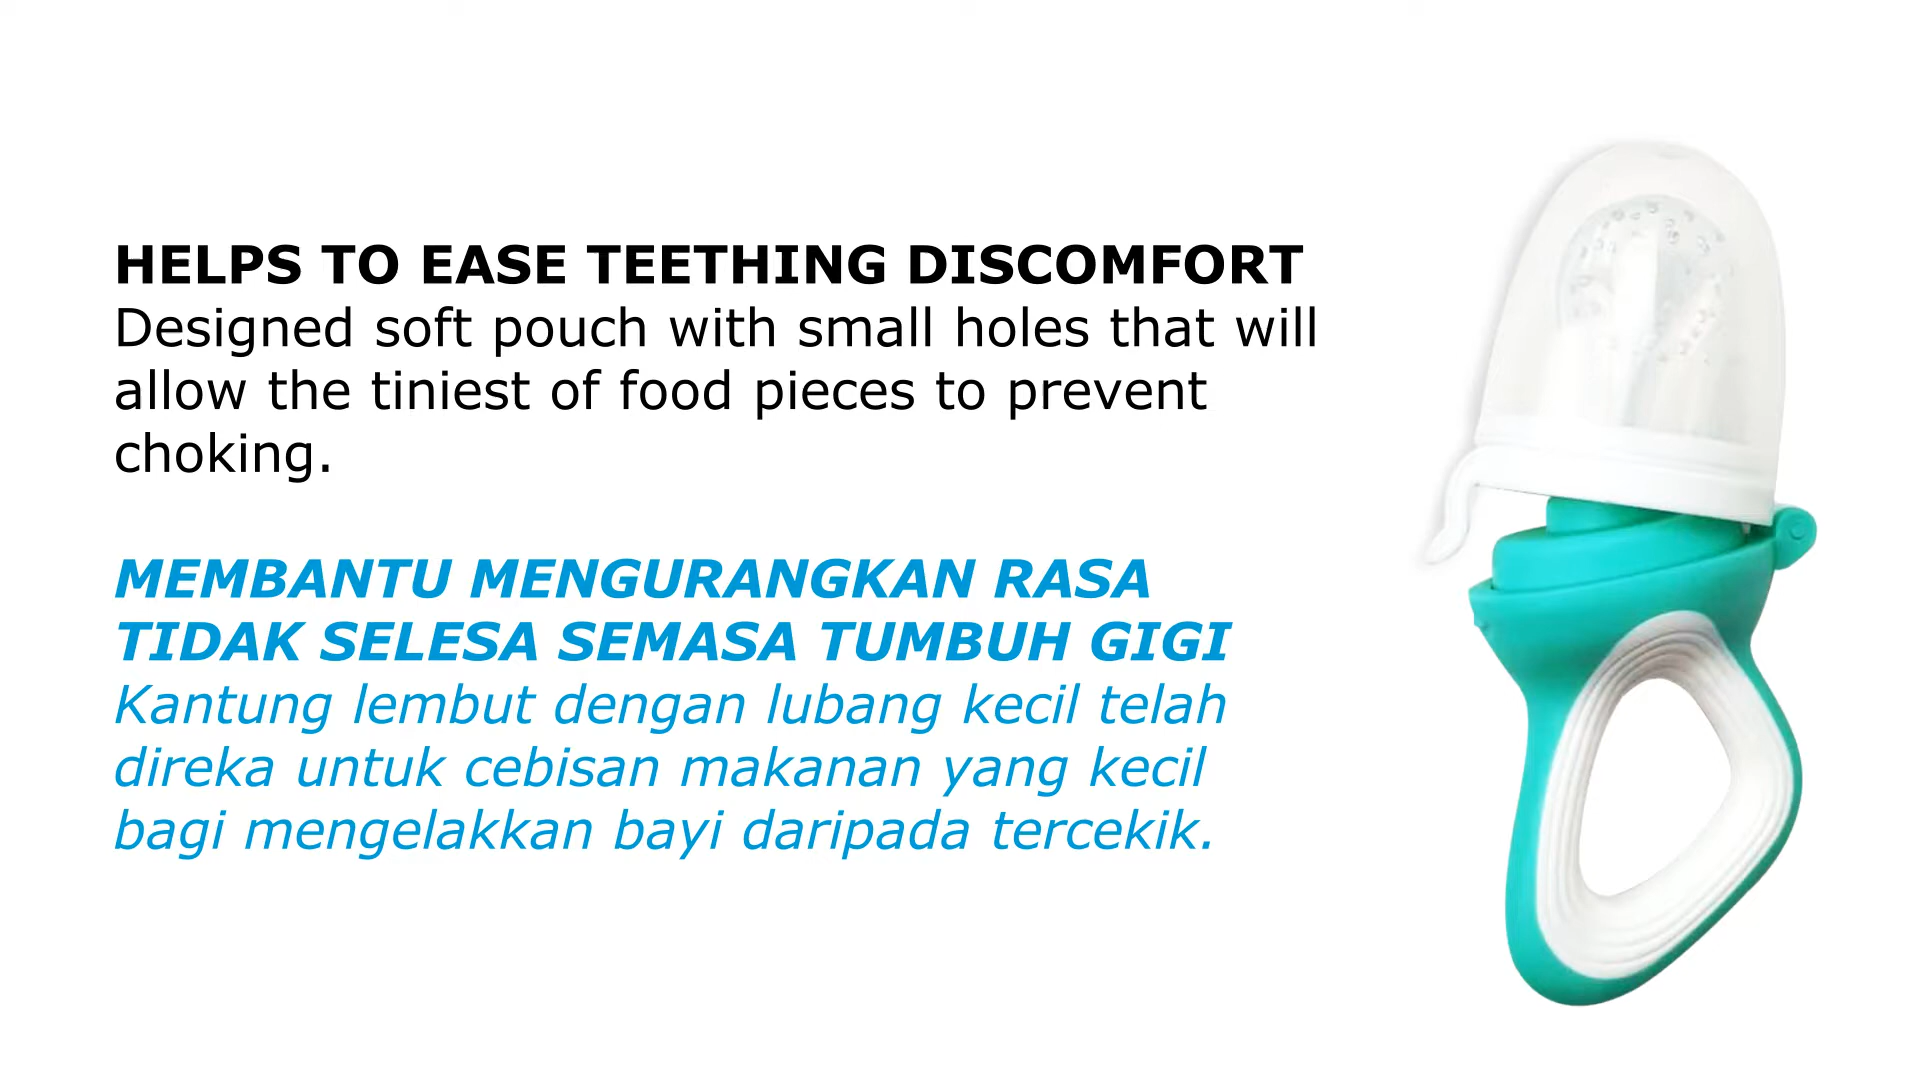 HELPS TO EASE TEETHING DISCOMFORT
Designed soft pouch with small holes that will
allow the tiniest of food pieces to prevent
choking.
MEMBANTU MENGURANGKAN RASA
TIDAK SELESA SEMASA TUMBUH GIGI
Kantung lembut dengan lubang kecil telah
direka untuk cebisan makanan yang kecil
bagi mengelakkan bayi daripada tercekik.